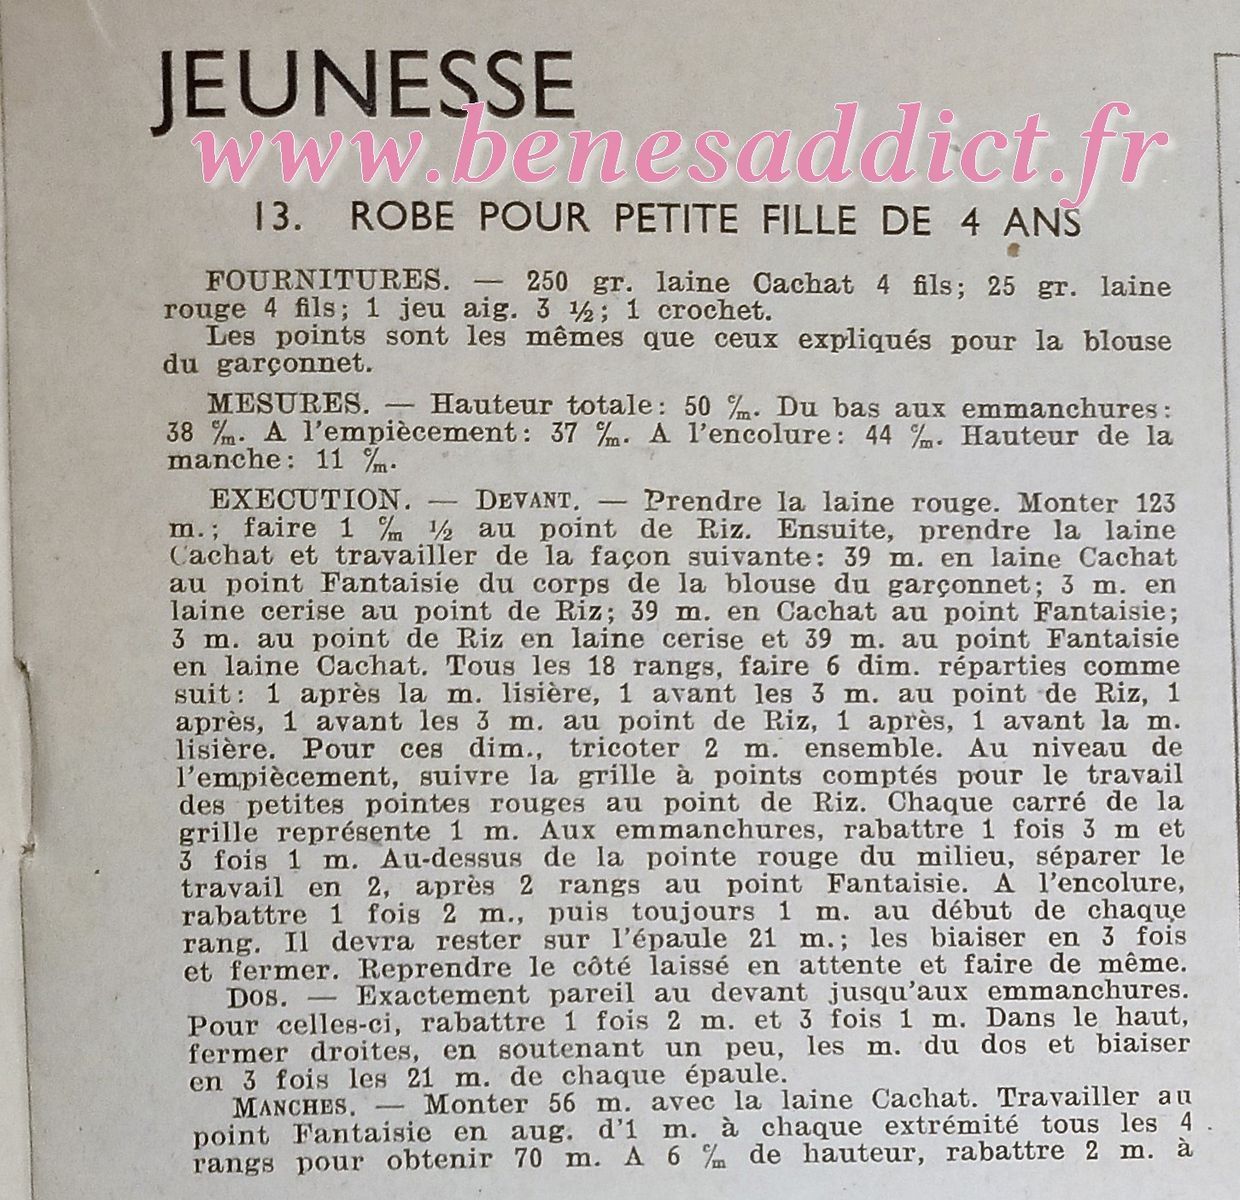 JEUNESSE
www.benesaddict.fr
13. ROBE POUR PETITE FILLE DE 4 ANS
FOURNITURES. — 250 gr. laine Cachat 4 fils; 25 gr. laine
rouge 4 fils; 1 jeu aig. 3 ½; 1 crochet.
Les points sont les mêmes que ceux expliqués pour la blouse
du garçonnet.
MESURES. — Hauteur totale: 50 c/m. Du bas aux emmanchures:
38 c/m. A l'empiècement: 37 c/m. A l'encolure: 44 c/m. Hauteur de la
manche: 11 c/m.
EXECUTION. — DEVANT. — Prendre la laine rouge. Monter 123
m.; faire 1 c/m ½ au point de Riz. Ensuite, prendre la laine
Cachat et travailler de la façon suivante: 39 m. en laine Cachat
au point Fantaisie du corps de la blouse du garçonnet; 3 m. en
laine cerise au point de Riz; 39 m. en Cachat au point Fantaisie;
3 m. au point de Riz en laine cerise et 39 m. au point Fantaisie
en laine Cachat. Tous les 18 rangs, faire 6 dim. réparties comme
suit: 1 après la m. lisière, 1 avant les 3 m. au point de Riz, 1
après, 1 avant les 3 m. au point de Riz, 1 après, 1 avant la m.
lisière. Pour ces dim., tricoter 2 m. ensemble. Au niveau de
l'empiècement, suivre la grille à points comptés pour le travail
des petites pointes rouges au point de Riz. Chaque carré de la
grille représente 1 m. Aux emmanchures, rabattre 1 fois 3 m et
3 fois 1 m. Au-dessus de la pointe rouge du milieu, séparer le
travail en 2, après 2 rangs au point Fantaisie. A l'encolure,
rabattre 1 fois 2 m., puis toujours 1 m. au début de chaque
rang. Il devra rester sur l'épaule 21 m.; les biaiser en 3 fois
et fermer. Reprendre le côté laissé en attente et faire de même.
DOS. — Exactement pareil au devant jusqu'aux emmanchures.
Pour celles-ci, rabattre 1 fois 2 m. et 3 fois 1 m. Dans le haut,
fermer droites, en soutenant un peu, les m. du dos et biaiser
en 3 fois les 21 m. de chaque épaule.
MANCHES. — Monter 56 m. avec la laine Cachat. Travailler au
point Fantaisie en aug. d'1 m. à chaque extrémité tous les 4
rangs pour obtenir 70 m. A 6 c/m de hauteur, rabattre 2 m. à